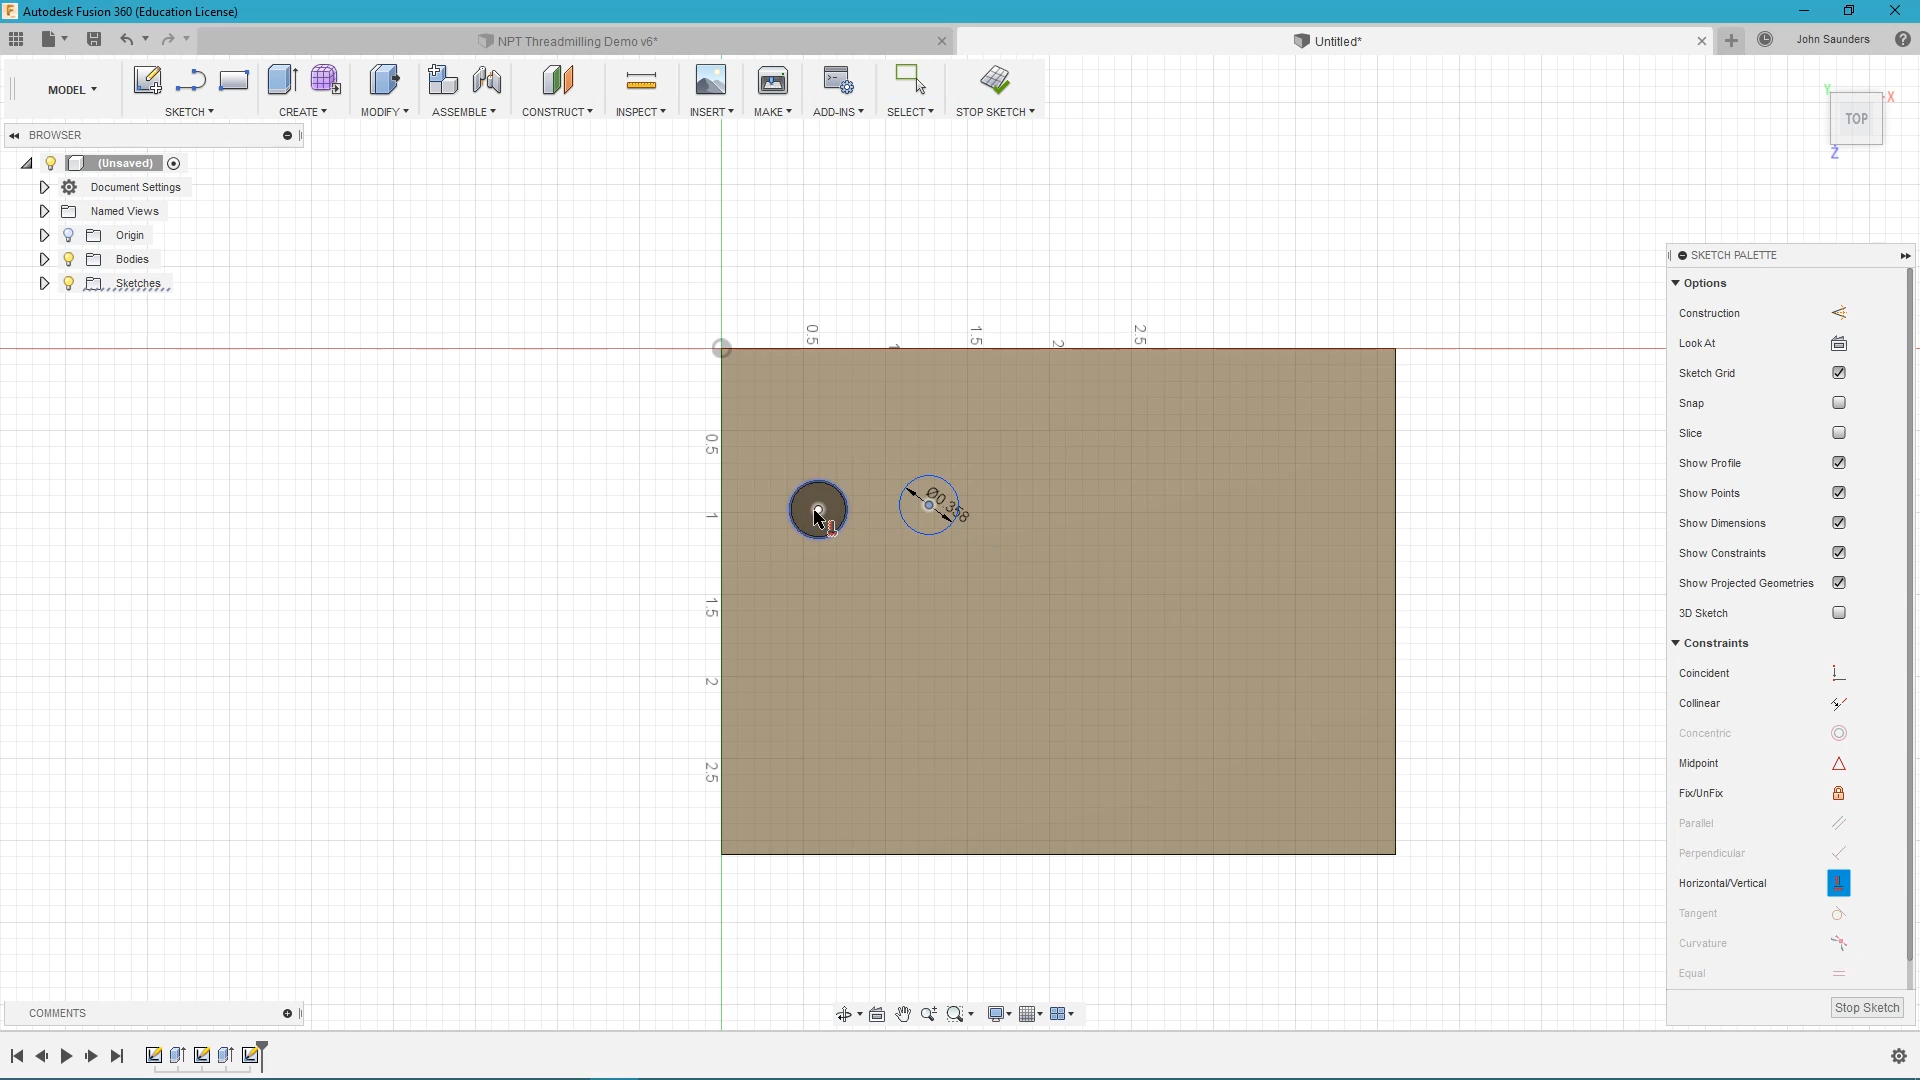 Autodesk Fusion 360 (Education License)
NPT Threadmilling Demo v6*
Untitled*
John Saunders
MODEL
SKETCH
CREATE
MODIFY
ASSEMBLE
CONSTRUCT
INSPECT
INSERT
MAKE
ADD-INS
SELECT
STOP SKETCH
Y
X
TOP
Z
BROWSER
(Unsaved)
Document Settings
Named Views
Origin
Bodies
Sketches
0.5
1
1.5
2
2.5
0.5
1
1.5
2
2.5
Ø0.358
SKETCH PALETTE
Options
Construction
Look At
Sketch Grid
Snap
Slice
Show Profile
Show Points
Show Dimensions
Show Constraints
Show Projected Geometries
3D Sketch
Constraints
Coincident
Collinear
Concentric
Midpoint
Fix/UnFix
Parallel
Perpendicular
Horizontal/Vertical
Tangent
Curvature
Equal
Stop Sketch
COMMENTS